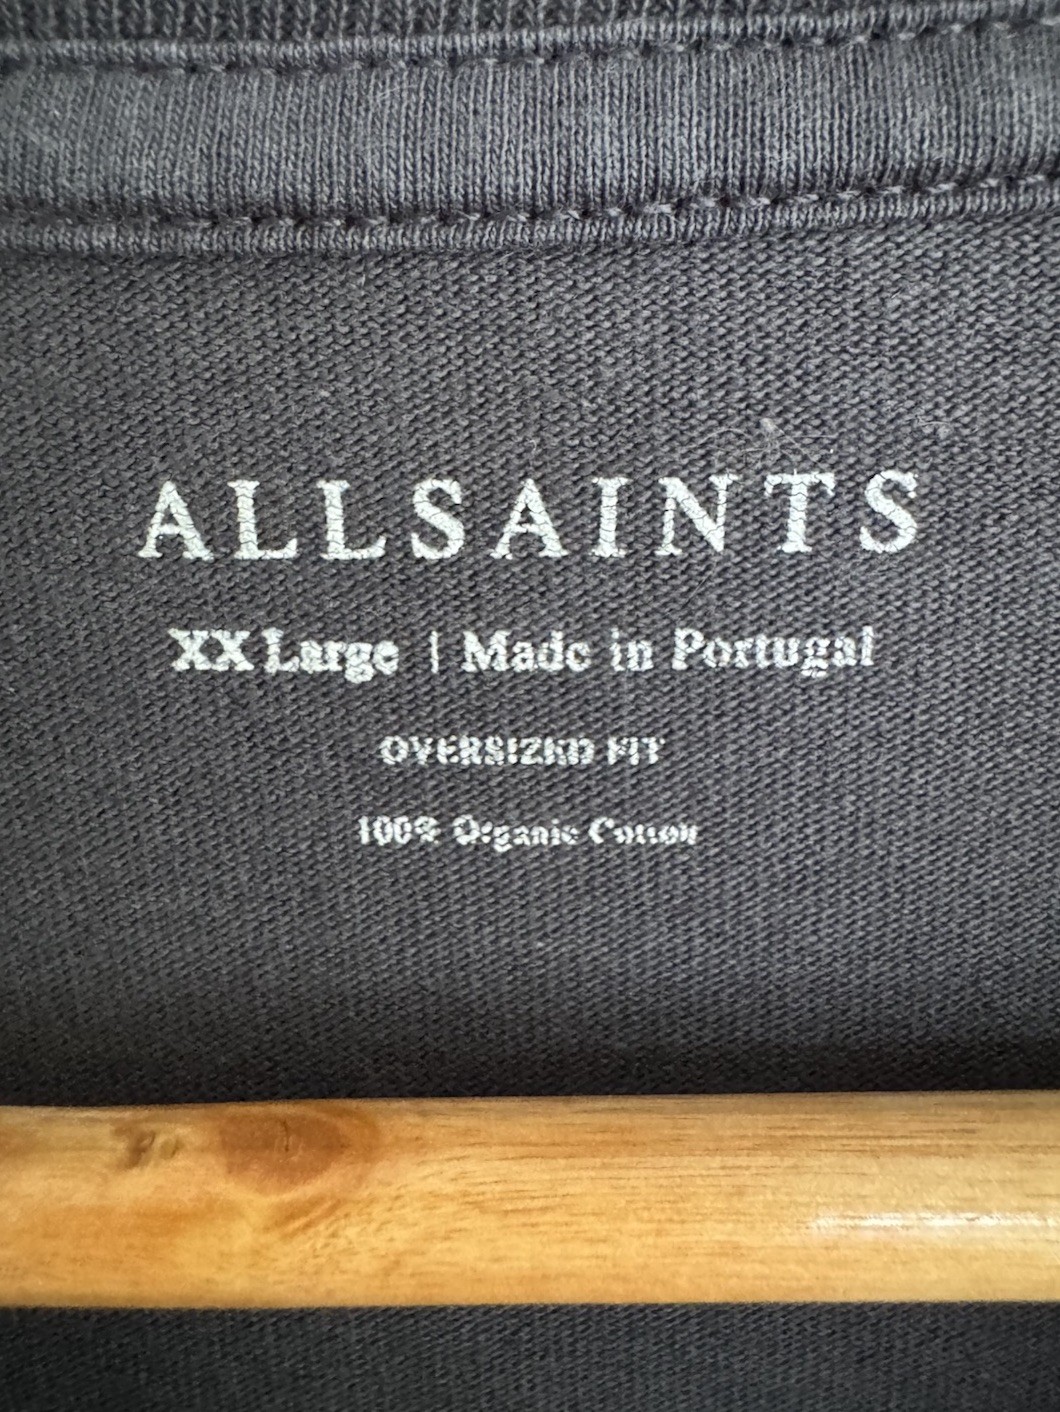 ALLSAINTS
XX Large | Made in Portugal
OVERSIZED FIT
100% Organic Cotton